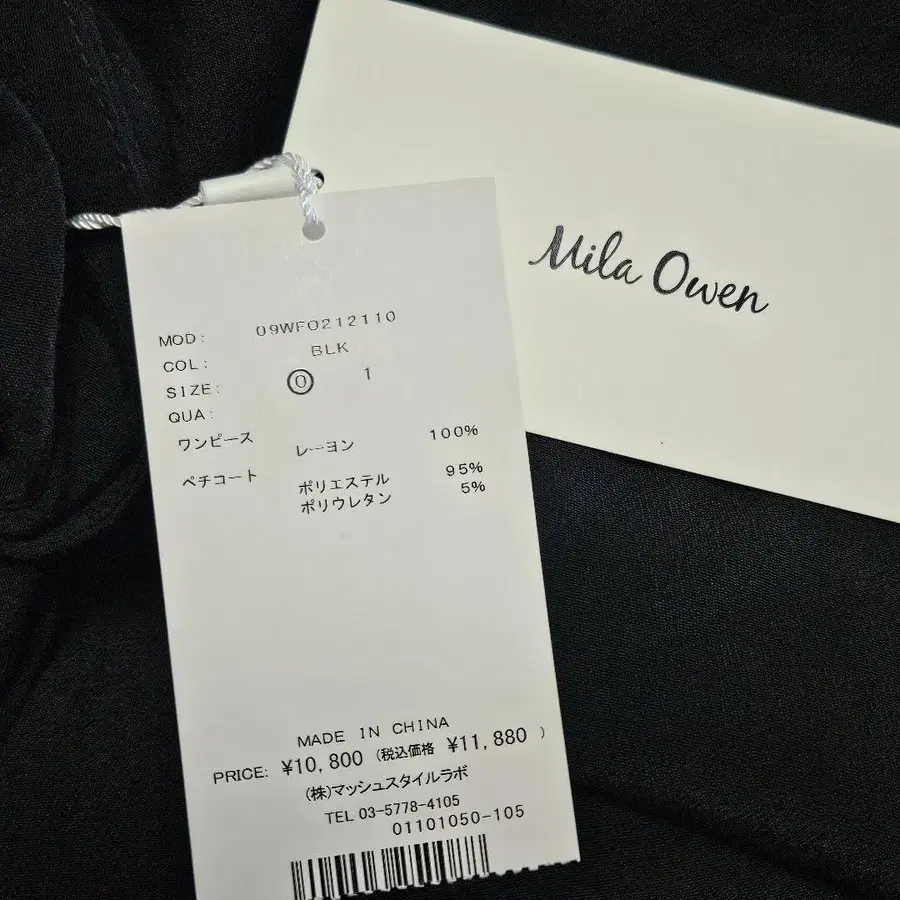 Mila Owen
MOD: 09WFO212110
COL: BLK
SIZE: 0 1
QUA:
ワンピース レーヨン 100%
ペチコート ポリエステル 95%
ポリウレタン 5%
MADE IN CHINA
PRICE: ¥10,800 (税込価格 ¥11,880 )
(株)マッシュスタイルラボ
TEL 03-5778-4105
01101050-105